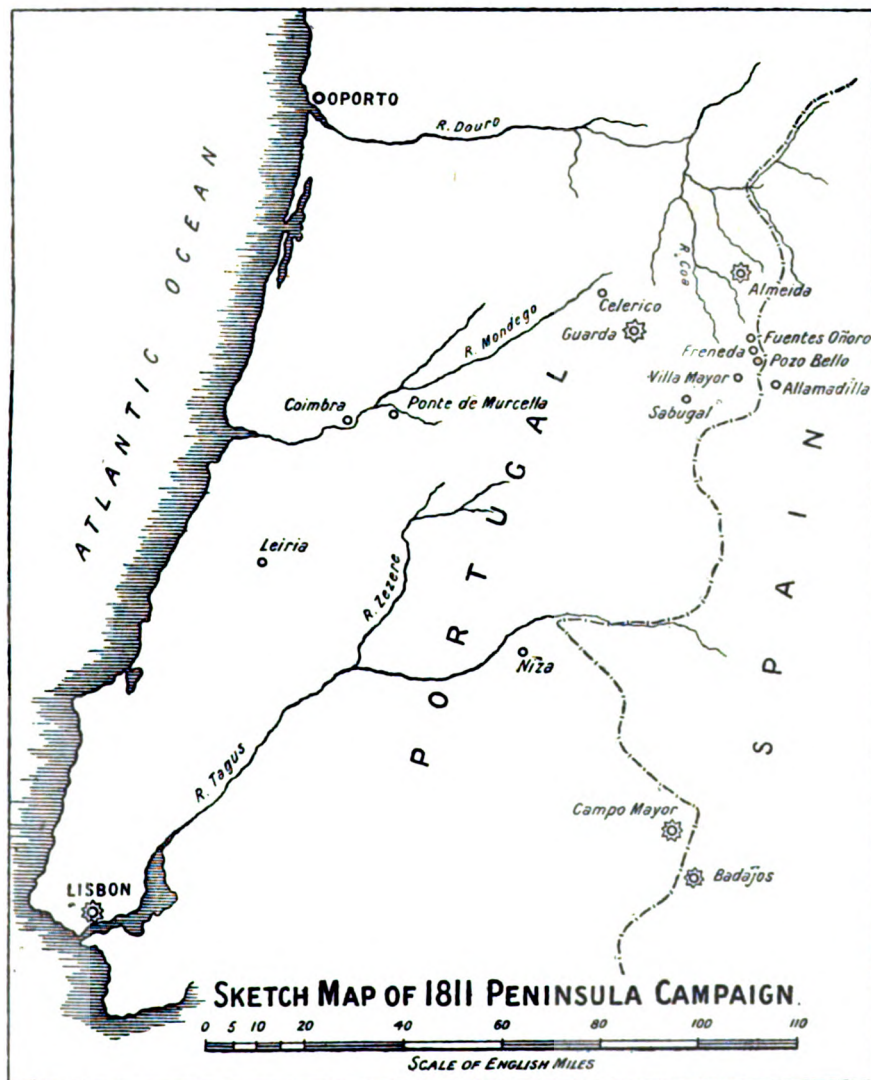 OPORTO
R. Douro
ATLANTIC OCEAN
R. Coa
Almeida
Celerico
R. Mondego
Guarda
Fuentes Oñoro
Freneda
Pozo Bello
Villa Mayor
Allamadilla
Sabugal
Coimbra
Ponte de Murcella
PORTUGAL
SPAIN
Leiria
R. Zezere
Niza
R. Tagus
Campo Mayor
Badajos
LISBON
SKETCH MAP OF 1811 PENINSULA CAMPAIGN.
0 5 10 20 40 60 80 100 110
SCALE OF ENGLISH MILES